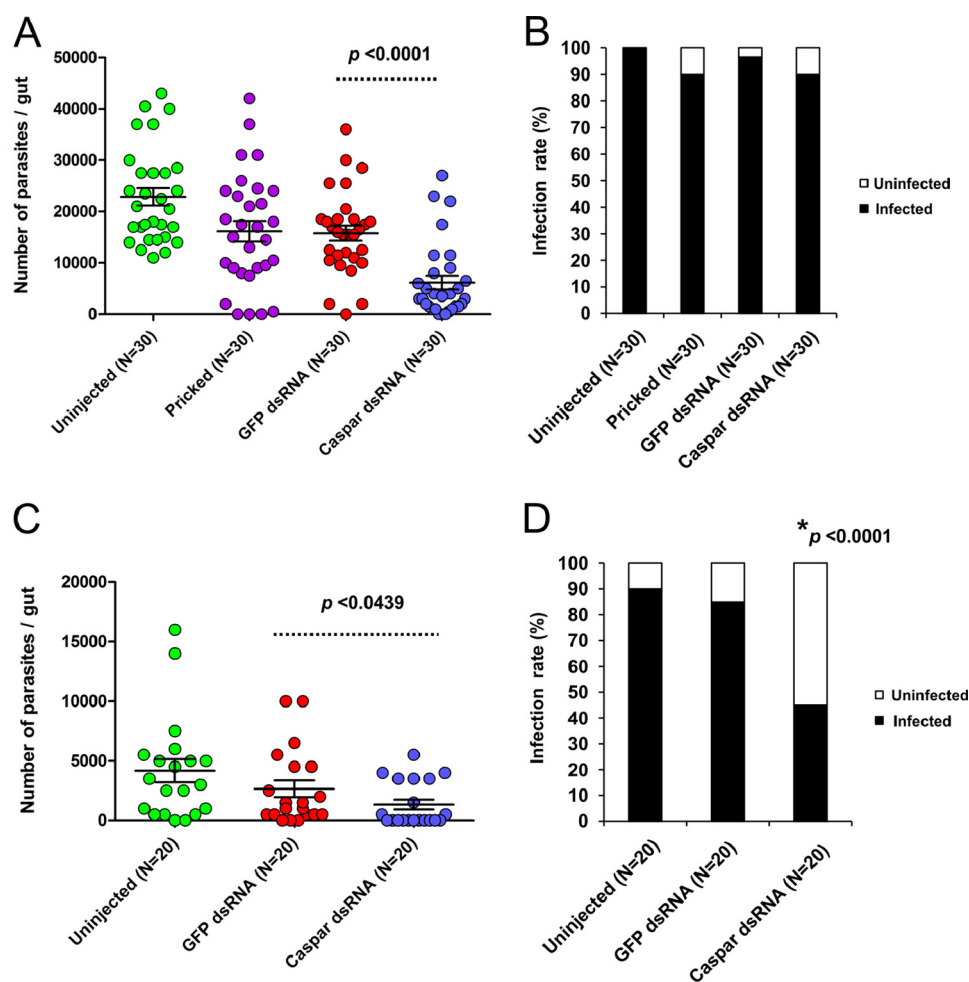 A
p <0.0001
Number of parasites / gut
50000
40000
30000
20000
10000
0
Uninjected (N=30)
Pricked (N=30)
GFP dsRNA (N=30)
Caspar dsRNA (N=30)
B
Infection rate (%)
100
90
80
70
60
50
40
30
20
10
0
Uninjected (N=30)
Pricked (N=30)
GFP dsRNA (N=30)
Caspar dsRNA (N=30)
Uninfected
Infected
C
p <0.0439
Number of parasites / gut
20000
15000
10000
5000
0
Uninjected (N=20)
GFP dsRNA (N=20)
Caspar dsRNA (N=20)
D
*p <0.0001
Infection rate (%)
100
90
80
70
60
50
40
30
20
10
0
Uninjected (N=20)
GFP dsRNA (N=20)
Caspar dsRNA (N=20)
Uninfected
Infected